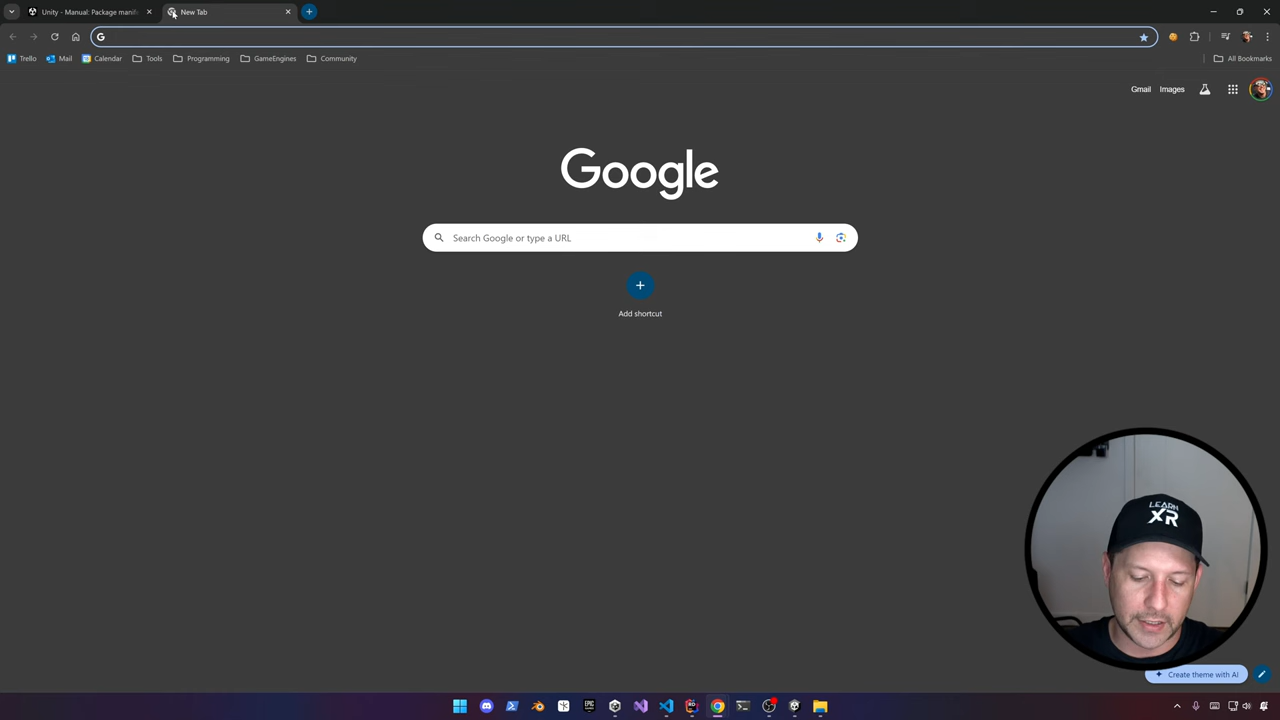 Unity - Manual: Package manif
New Tab
Trello
Mail
Calendar
Tools
Programming
GameEngines
Community
All Bookmarks
Gmail
Images
Google
Search Google or type a URL
Add shortcut
LEARN
XR
Create theme with AI